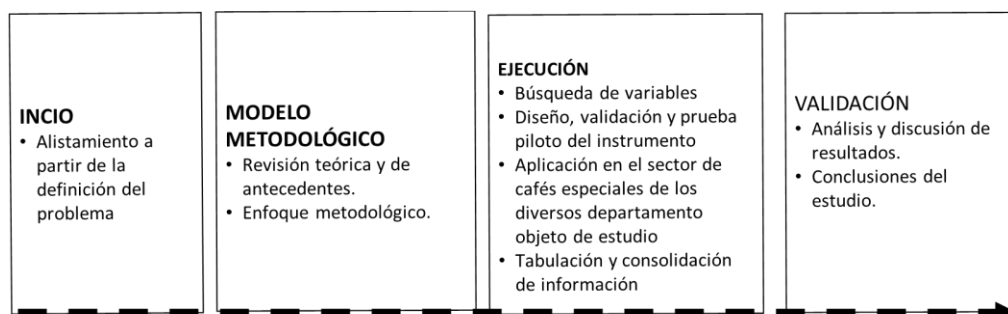 INCIO
• Alistamiento a
partir de la
definición del
problema
MODELO
METODOLÓGICO
• Revisión teórica y de
antecedentes.
• Enfoque metodológico.
EJECUCIÓN
• Búsqueda de variables
• Diseño, validación y prueba
piloto del instrumento
• Aplicación en el sector de
cafés especiales de los
diversos departamento
objeto de estudio
• Tabulación y consolidación
de información
VALIDACIÓN
• Análisis y discusión de
resultados.
• Conclusiones del
estudio.